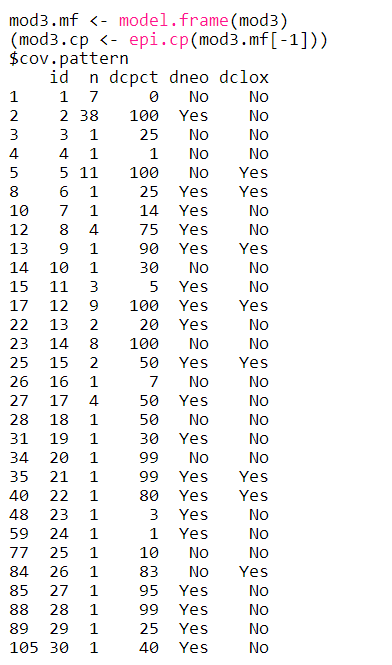 mod3.mf <- model.frame(mod3)
(mod3.cp <- epi.cp(mod3.mf[-1]))
$cov.pattern
    id  n dcpct dneo dclox
1    1  7     0   No    No
2    2 38   100  Yes    No
3    3  1    25   No    No
4    4  1     1   No    No
5    5 11   100   No   Yes
8    6  1    25  Yes   Yes
10   7  1    14  Yes    No
12   8  4    75  Yes    No
13   9  1    90  Yes   Yes
14  10  1    30   No    No
15  11  3     5  Yes    No
17  12  9   100  Yes   Yes
22  13  2    20  Yes    No
23  14  8   100   No    No
25  15  2    50  Yes   Yes
26  16  1     7   No    No
27  17  4    50  Yes    No
28  18  1    50   No    No
31  19  1    30  Yes    No
34  20  1    99   No    No
35  21  1    99  Yes   Yes
40  22  1    80  Yes   Yes
48  23  1     3  Yes    No
59  24  1     1  Yes    No
77  25  1    10   No    No
84  26  1    83   No   Yes
85  27  1    95  Yes    No
88  28  1    99  Yes    No
89  29  1    25  Yes    No
105 30  1    40  Yes    No